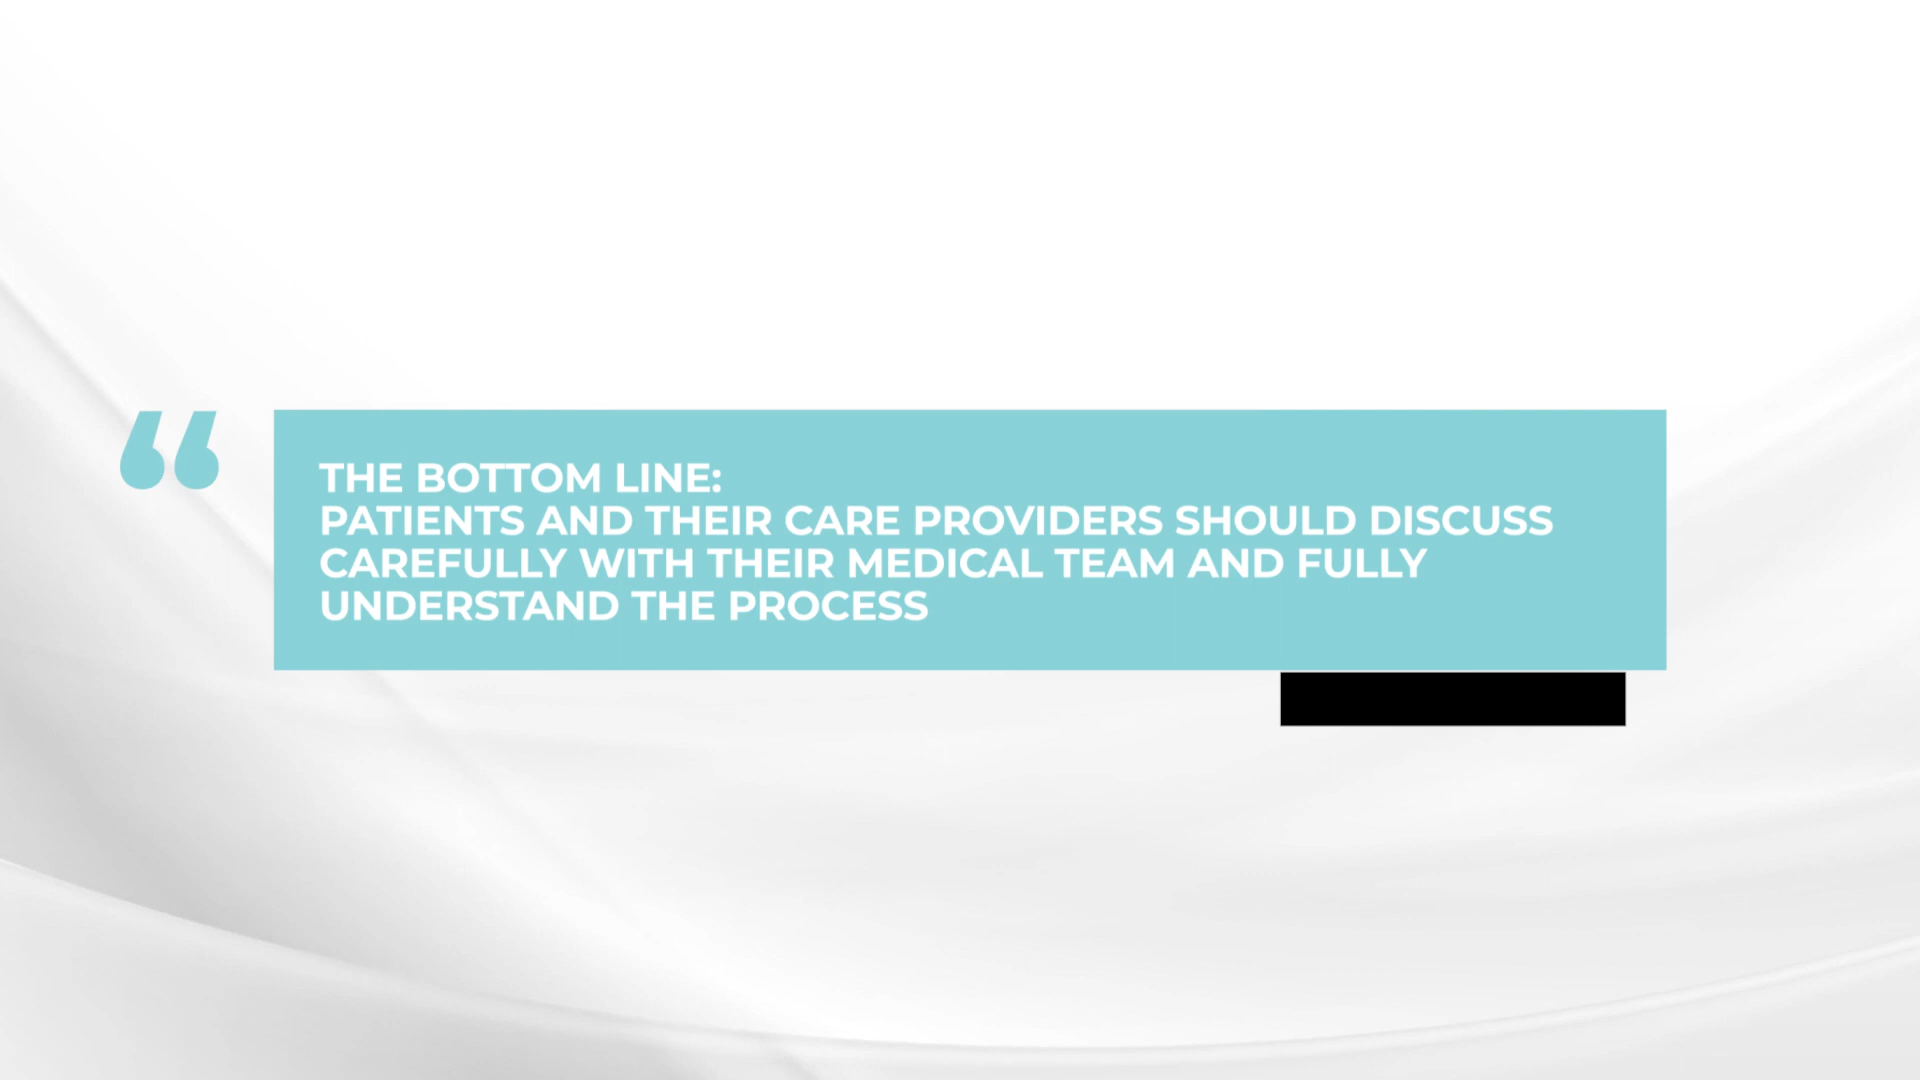 “
THE BOTTOM LINE:
PATIENTS AND THEIR CARE PROVIDERS SHOULD DISCUSS
CAREFULLY WITH THEIR MEDICAL TEAM AND FULLY
UNDERSTAND THE PROCESS